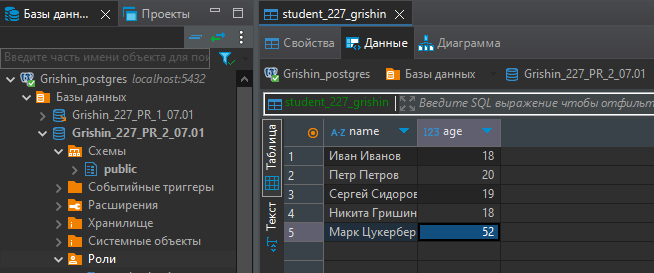 Базы данн...
Проекты
Введите часть имени объекта для пои
Grishin_postgres localhost:5432
Базы данных
Grishin_227_PR_1_07.01
Grishin_227_PR_2_07.01
Схемы
public
Событийные триггеры
Расширения
Хранилище
Системные объекты
Роли
student_227_grishin
Свойства
Данные
Диаграмма
Grishin_postgres
Базы данных
Grishin_227_PR_2_07.01
student_227_grishin
Введите SQL выражение чтобы отфильт
Таблица
Текст
A-Z name
123 age
1 Иван Иванов 18
2 Петр Петров 20
3 Сергей Сидоров 19
4 Никита Гришин 18
5 Марк Цукербер 52